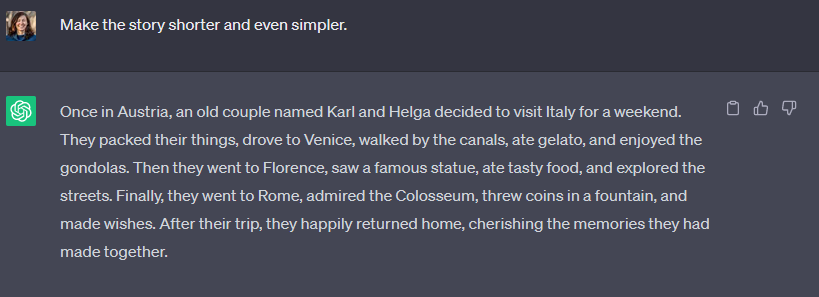 Make the story shorter and even simpler.
Once in Austria, an old couple named Karl and Helga decided to visit Italy for a weekend.
They packed their things, drove to Venice, walked by the canals, ate gelato, and enjoyed the
gondolas. Then they went to Florence, saw a famous statue, ate tasty food, and explored the
streets. Finally, they went to Rome, admired the Colosseum, threw coins in a fountain, and
made wishes. After their trip, they happily returned home, cherishing the memories they had
made together.